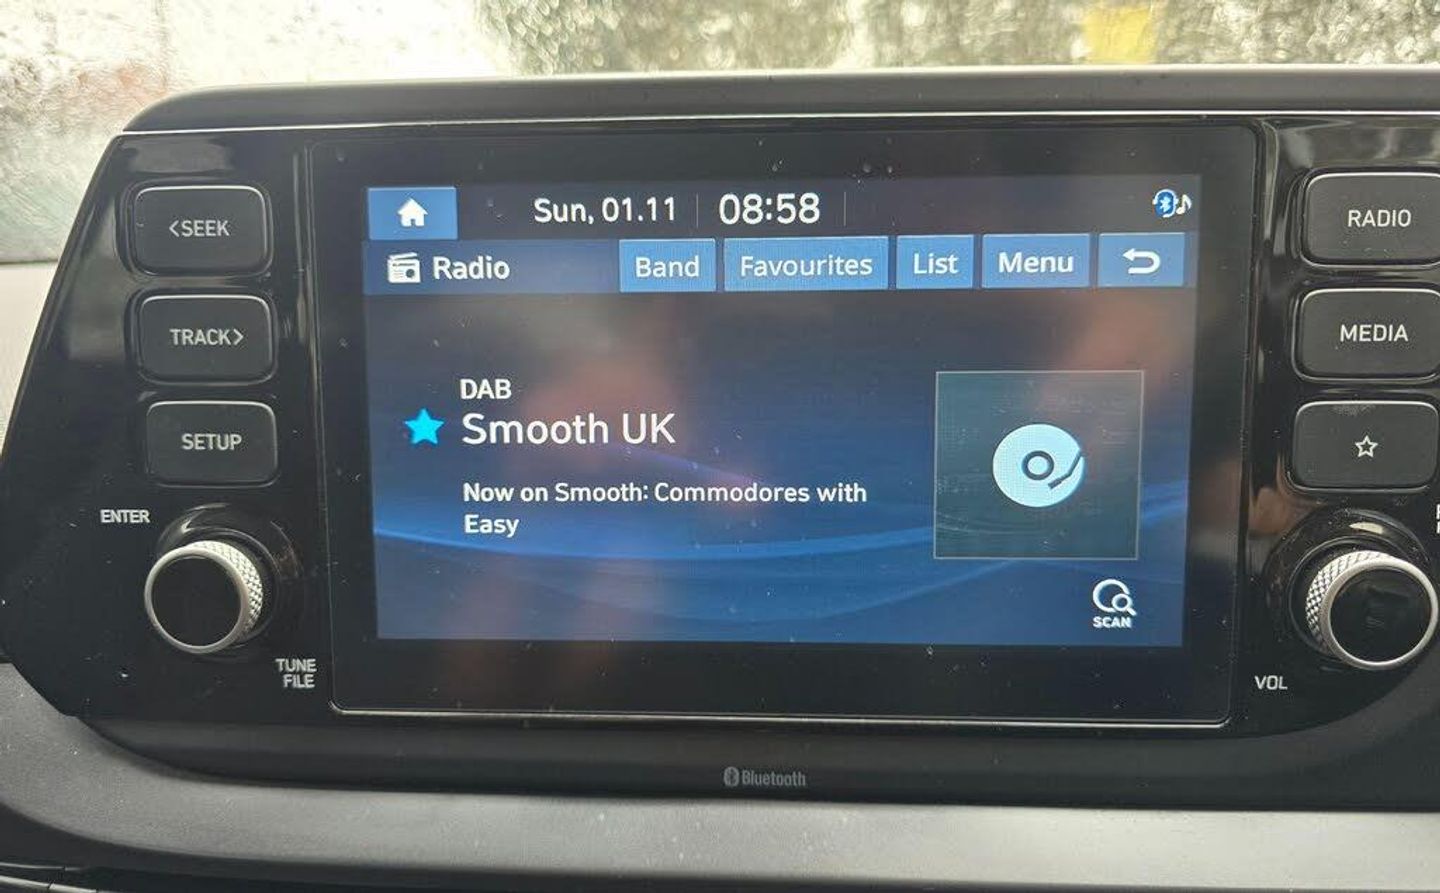 <SEEK
TRACK>
SETUP
ENTER
TUNE
FILE
Sun, 01.11 08:58
Radio Band Favourites List Menu
DAB
Smooth UK
Now on Smooth: Commodores with
Easy
SCAN
RADIO
MEDIA
VOL
Bluetooth